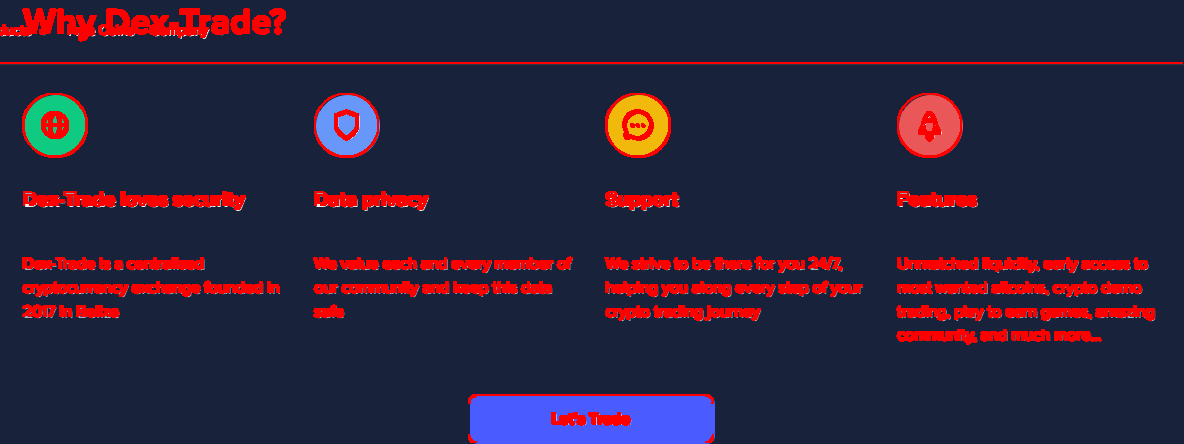 Why Dex-Trade?
Company
Dex-Trade loves security
Data privacy
Support
Features
Dex-Trade is a centralized
cryptocurrency exchange founded in
2017 in Belize
We value each and every member of
our community and keep this data
safe
We strive to be there for you 24/7,
helping you along every step of your
crypto trading journey
Unmatched liquidity, early access to
most wanted altcoins, crypto demo
trading, play to earn games, amazing
community, and much more...
Let's Trade